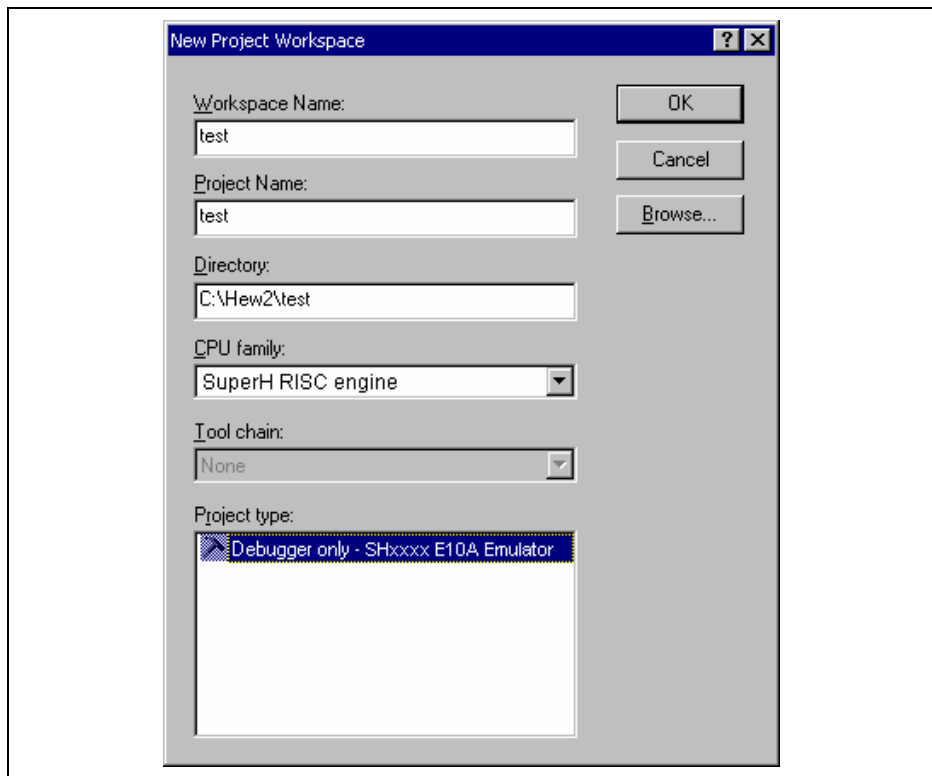 New Project Workspace
Workspace Name:
test
OK
Cancel
Project Name:
test
Browse...
Directory:
C:\Hew2\test
CPU family:
SuperH RISC engine
Tool chain:
None
Project type:
Debugger only - SHxxxx E10A Emulator